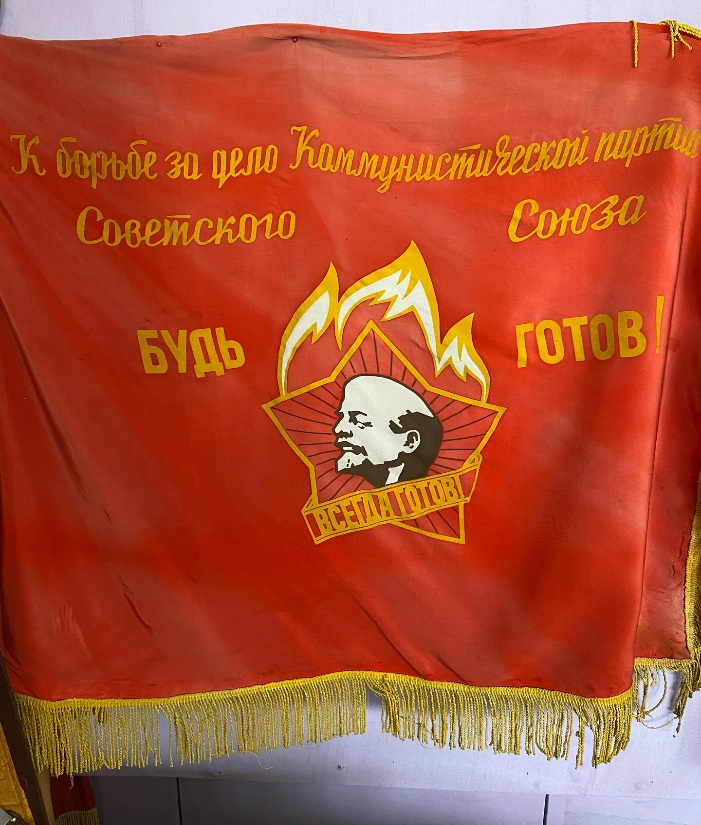 К борьбе за дело Коммунистической партии
Советского Союза
БУДЬ ГОТОВ!
ВСЕГДА ГОТОВ!